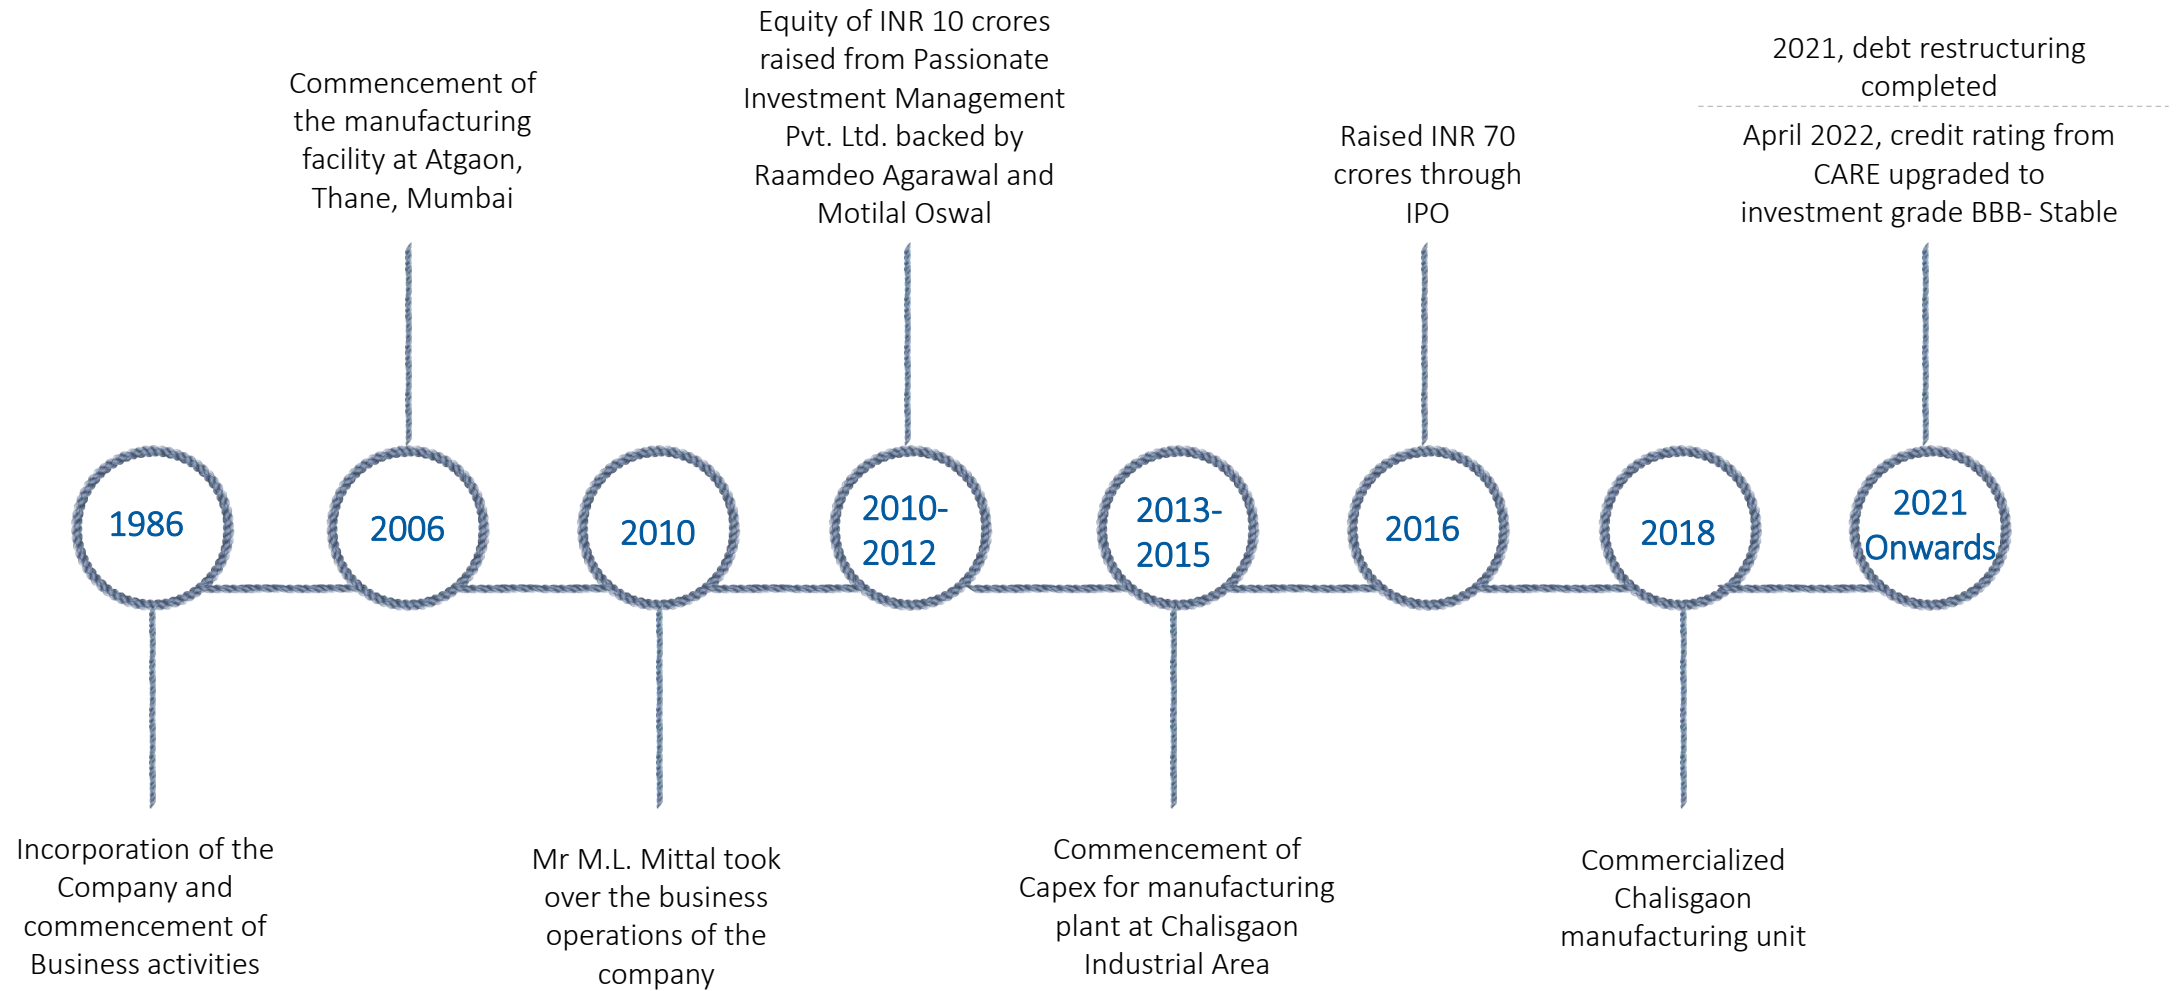 Commencement of
the manufacturing
facility at Atgaon,
Thane, Mumbai
Equity of INR 10 crores
raised from Passionate
Investment Management
Pvt. Ltd. backed by
Raamdeo Agarawal and
Motilal Oswal
Raised INR 70
crores through
IPO
2021, debt restructuring
completed
April 2022, credit rating from
CARE upgraded to
investment grade BBB- Stable
1986
2006
2010
2010-
2012
2013-
2015
2016
2018
2021
Onwards
Incorporation of the
Company and
commencement of
Business activities
Mr M.L. Mittal took
over the business
operations of the
company
Commencement of
Capex for manufacturing
plant at Chalisgaon
Industrial Area
Commercialized
Chalisgaon
manufacturing unit